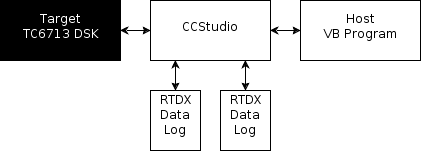 Target
TC6713 DSK
CCStudio
Host
VB Program
RTDX
Data
Log
RTDX
Data
Log